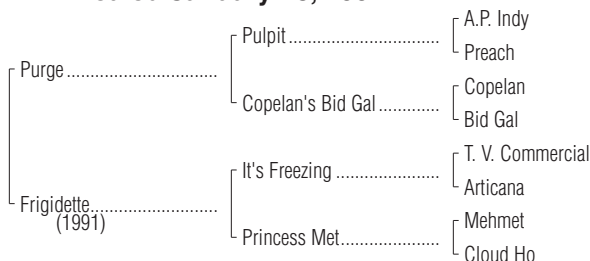 A.P. Indy
Pulpit
Preach
Purge
Copelan
Copelan's Bid Gal
Bid Gal
T. V. Commercial
It's Freezing
Articana
Frigidette
(1991)
Mehmet
Princess Met
Cloud Ho